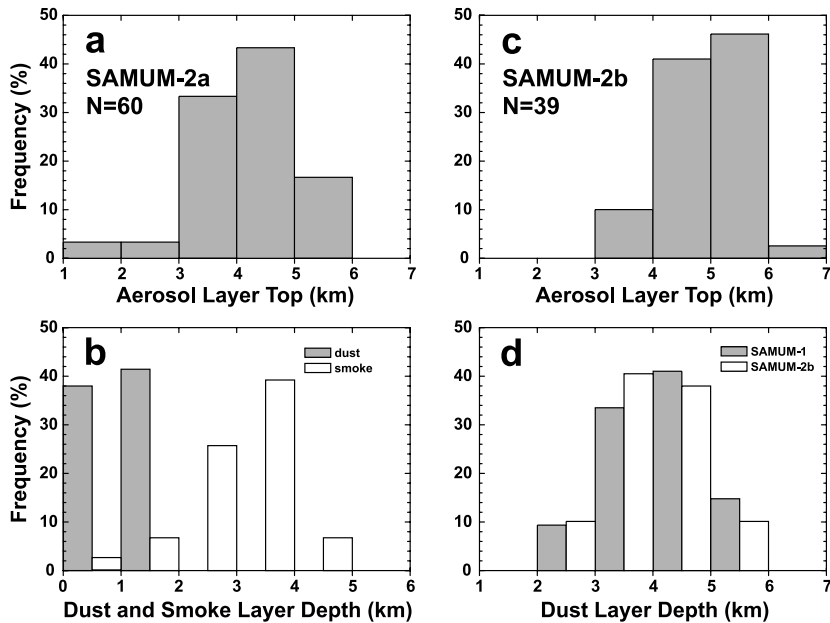 a
SAMUM-2a
N=60
Frequency (%)
50
40
30
20
10
0
1 2 3 4 5 6 7
Aerosol Layer Top (km)
c
SAMUM-2b
N=39
50
40
30
20
10
0
1 2 3 4 5 6 7
Aerosol Layer Top (km)
b
dust
smoke
Frequency (%)
50
40
30
20
10
0
0 1 2 3 4 5 6
Dust and Smoke Layer Depth (km)
d
SAMUM-1
SAMUM-2b
50
40
30
20
10
0
1 2 3 4 5 6 7
Dust Layer Depth (km)